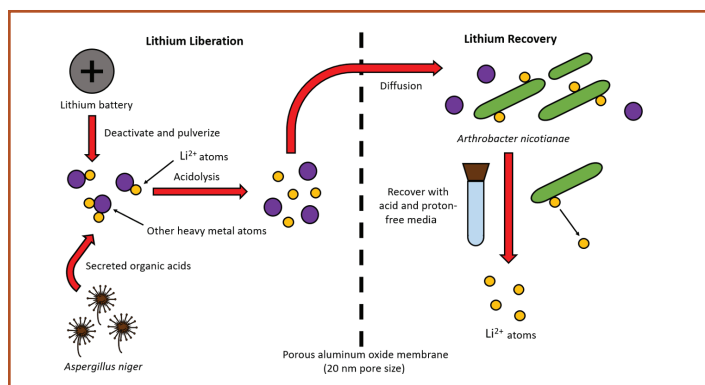 Lithium Liberation
Lithium battery
Deactivate and pulverize
Li²⁺ atoms
Acidolysis
Other heavy metal atoms
Secreted organic acids
Aspergillus niger
Lithium Recovery
Diffusion
Arthrobacter nicotianae
Recover with
acid and proton-
free media
Li²⁺ atoms
Porous aluminum oxide membrane
(20 nm pore size)